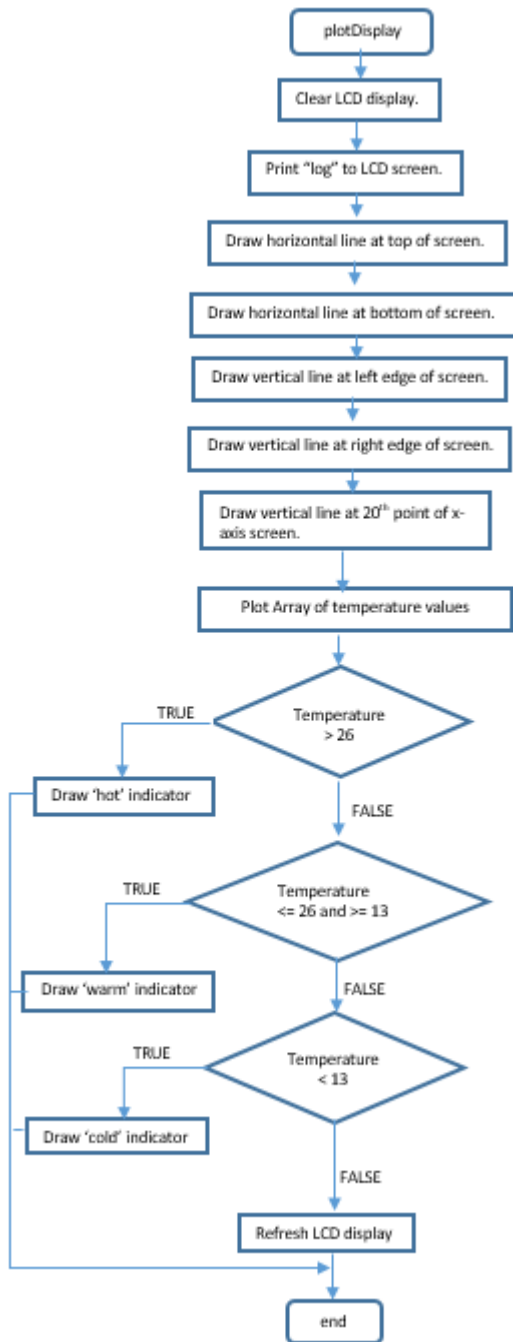 plotDisplay
Clear LCD display.
Print “log” to LCD screen.
Draw horizontal line at top of screen.
Draw horizontal line at bottom of screen.
Draw vertical line at left edge of screen.
Draw vertical line at right edge of screen.
Draw vertical line at 20th point of x-
axis screen.
Plot Array of temperature values
Temperature
> 26
TRUE
Draw ‘hot’ indicator
FALSE
Temperature
<= 26 and >= 13
TRUE
Draw ‘warm’ indicator
FALSE
Temperature
< 13
TRUE
Draw ‘cold’ indicator
FALSE
Refresh LCD display
end